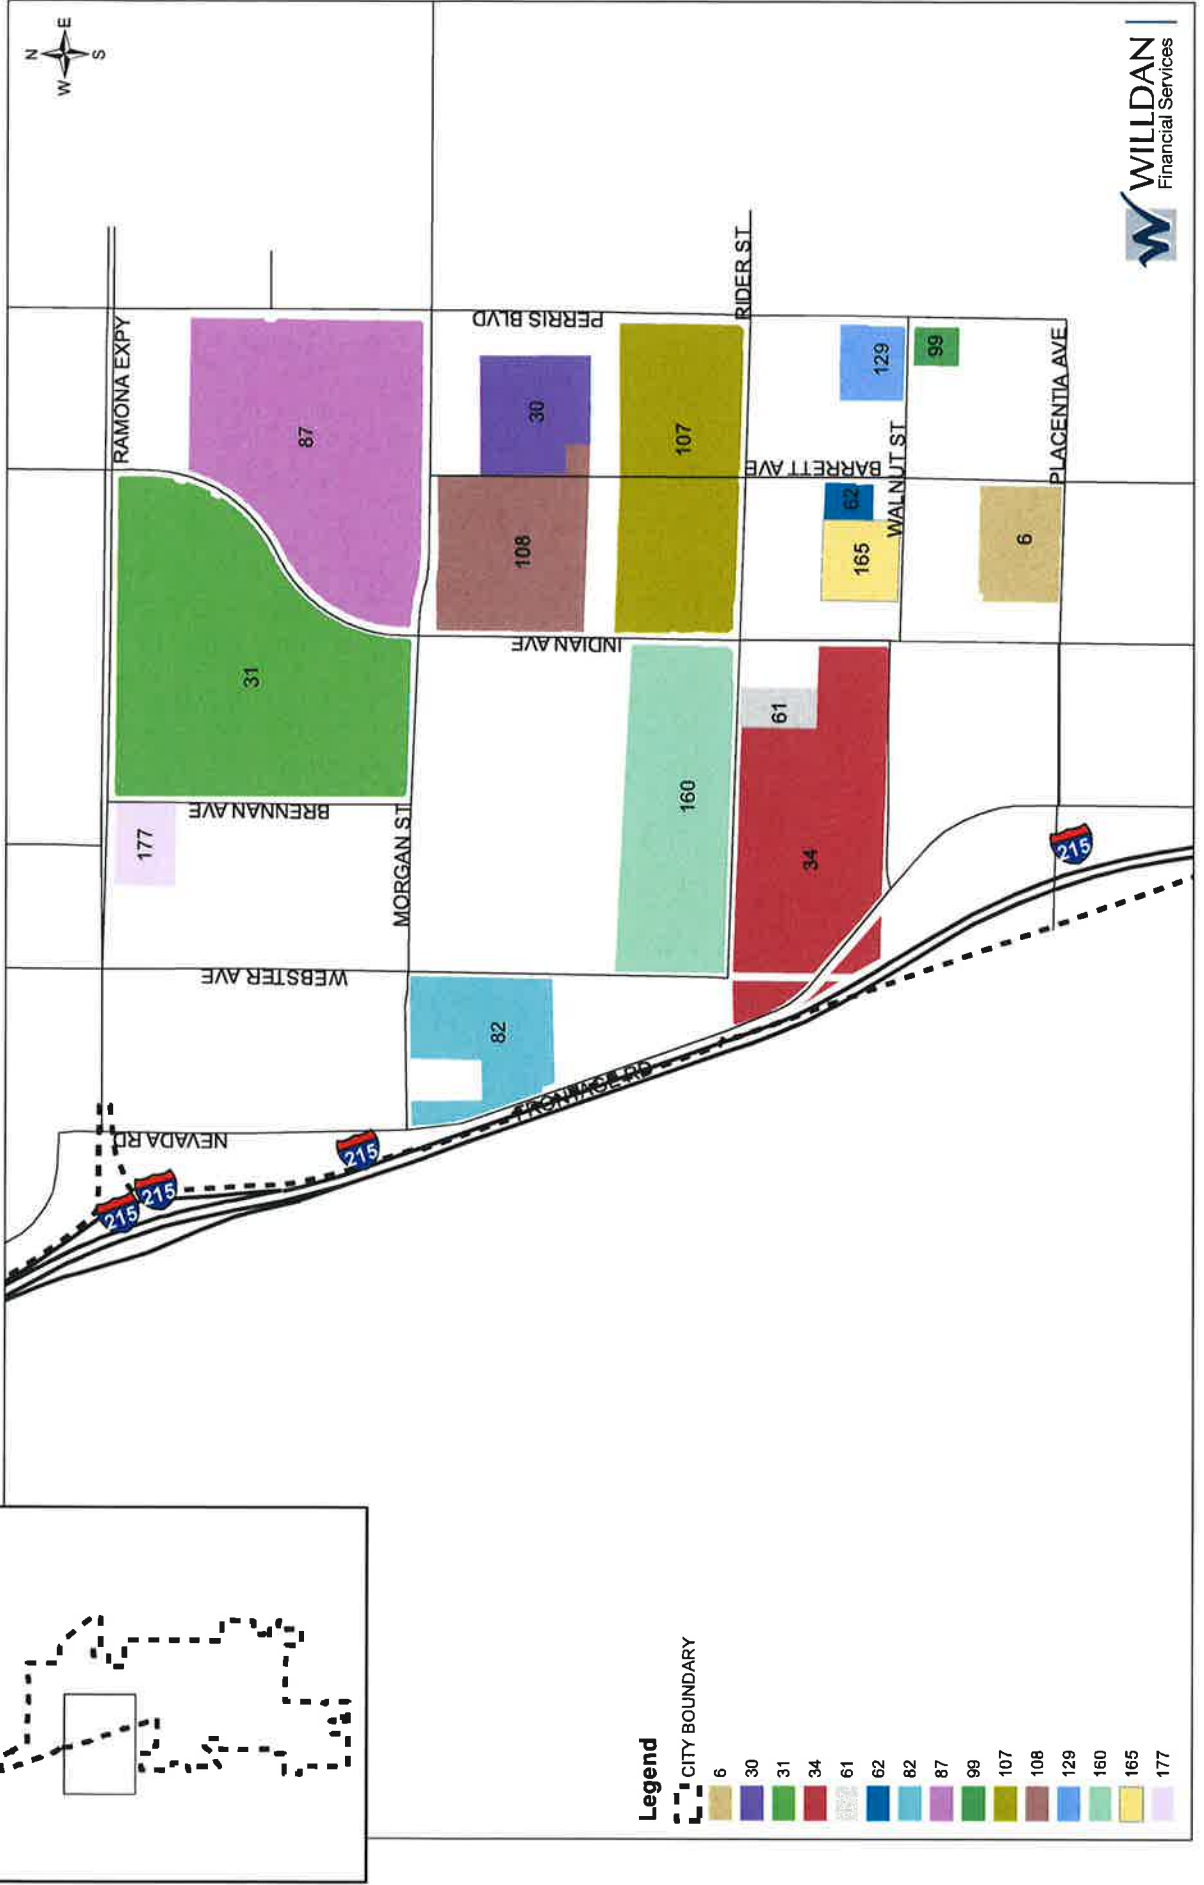 N
W E
S
RAMONA EXPY
177
31
87
BRENNAN AVE
WEBSTER AVE
NEVADA RD
215
215
215
MORGAN ST
82
108
30
PERRIS BLVD
INDIAN AVE
FRONTAGE RD
160
107
RIDER ST
34
61
165
62
BARRETT AVE
129
WALNUT ST
99
6
PLACENTIA AVE
215
Legend
CITY BOUNDARY
6
30
31
34
61
62
82
87
99
107
108
129
160
165
177
W WILLDAN
Financial Services